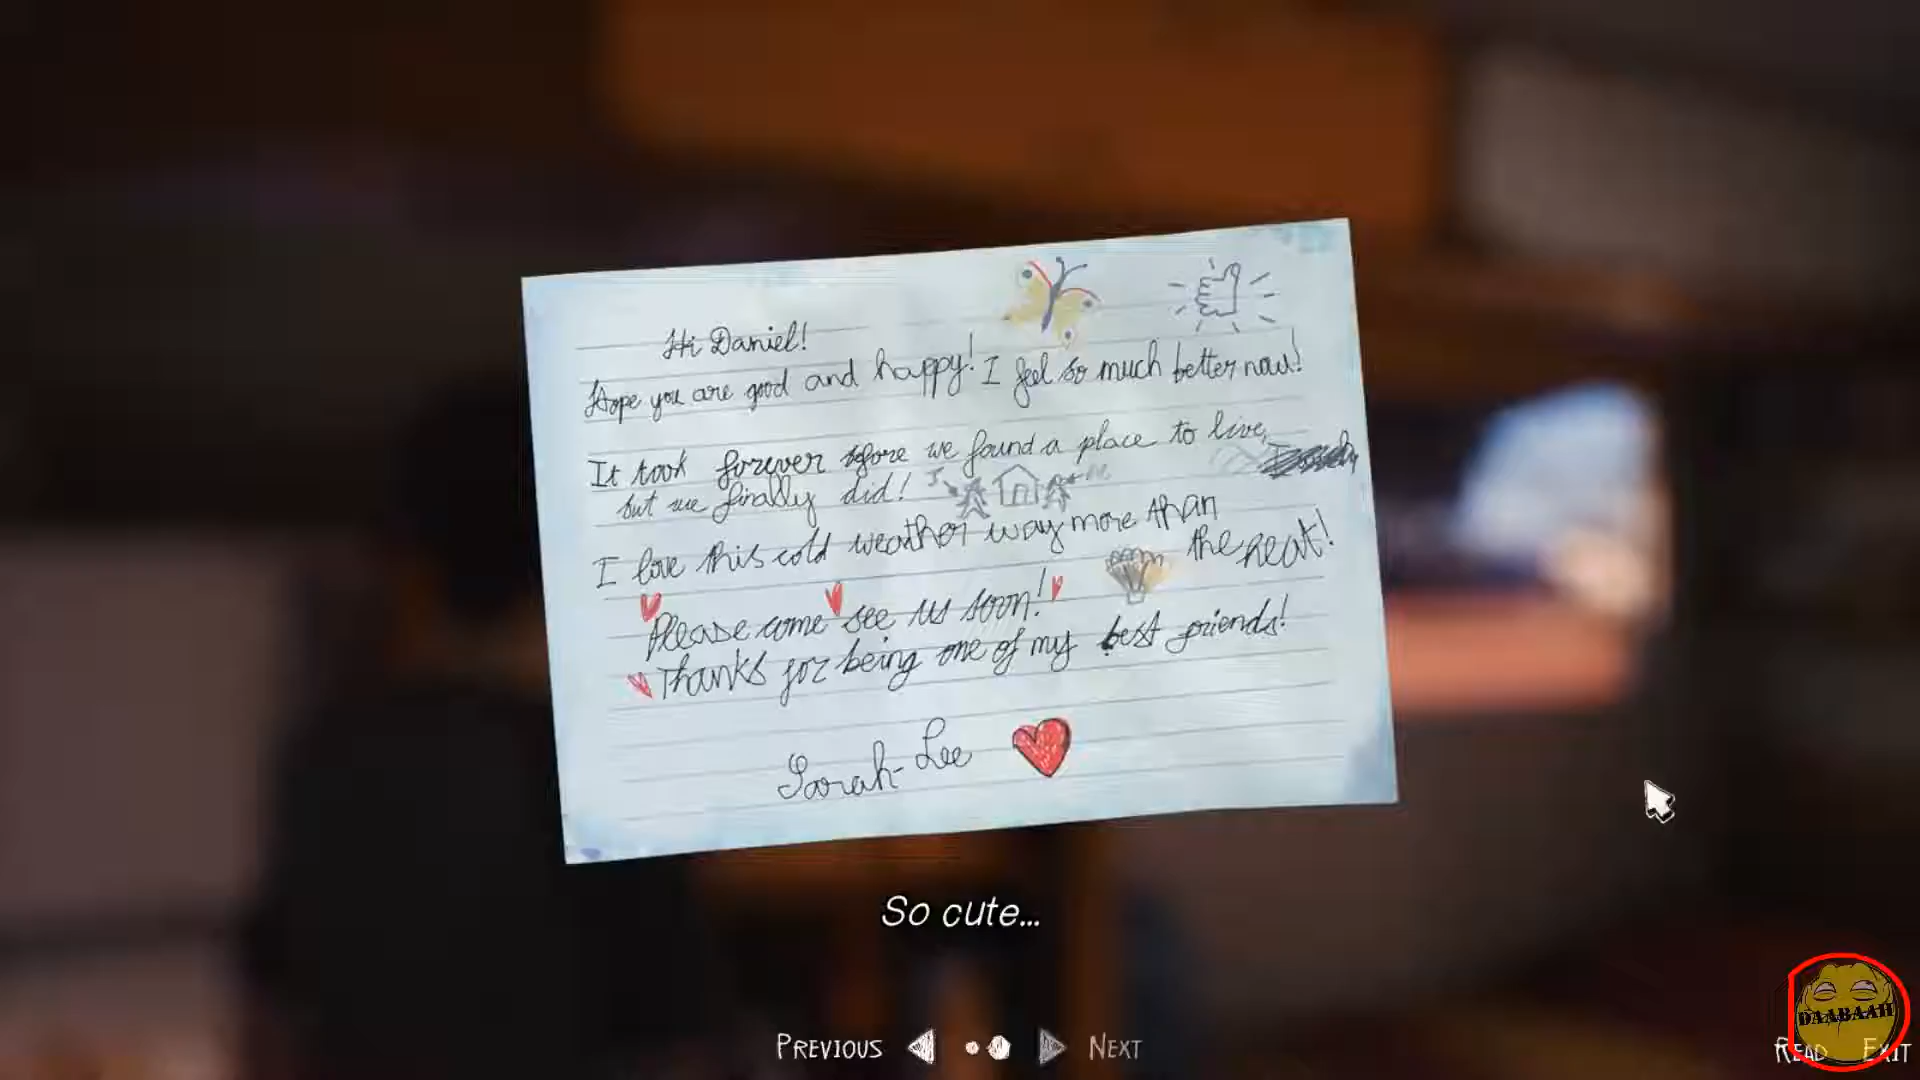 Hi Daniel!
Hope you are good and happy! I feel so much better now!
It took forever before we found a place to live,
but we finally did!
I love this cold weather way more than
the heat!
Please come see us soon!
Thanks for being one of my best friends!
Sarah-Lee
So cute...
PREVIOUS NEXT
DAABAAH
READ EXIT